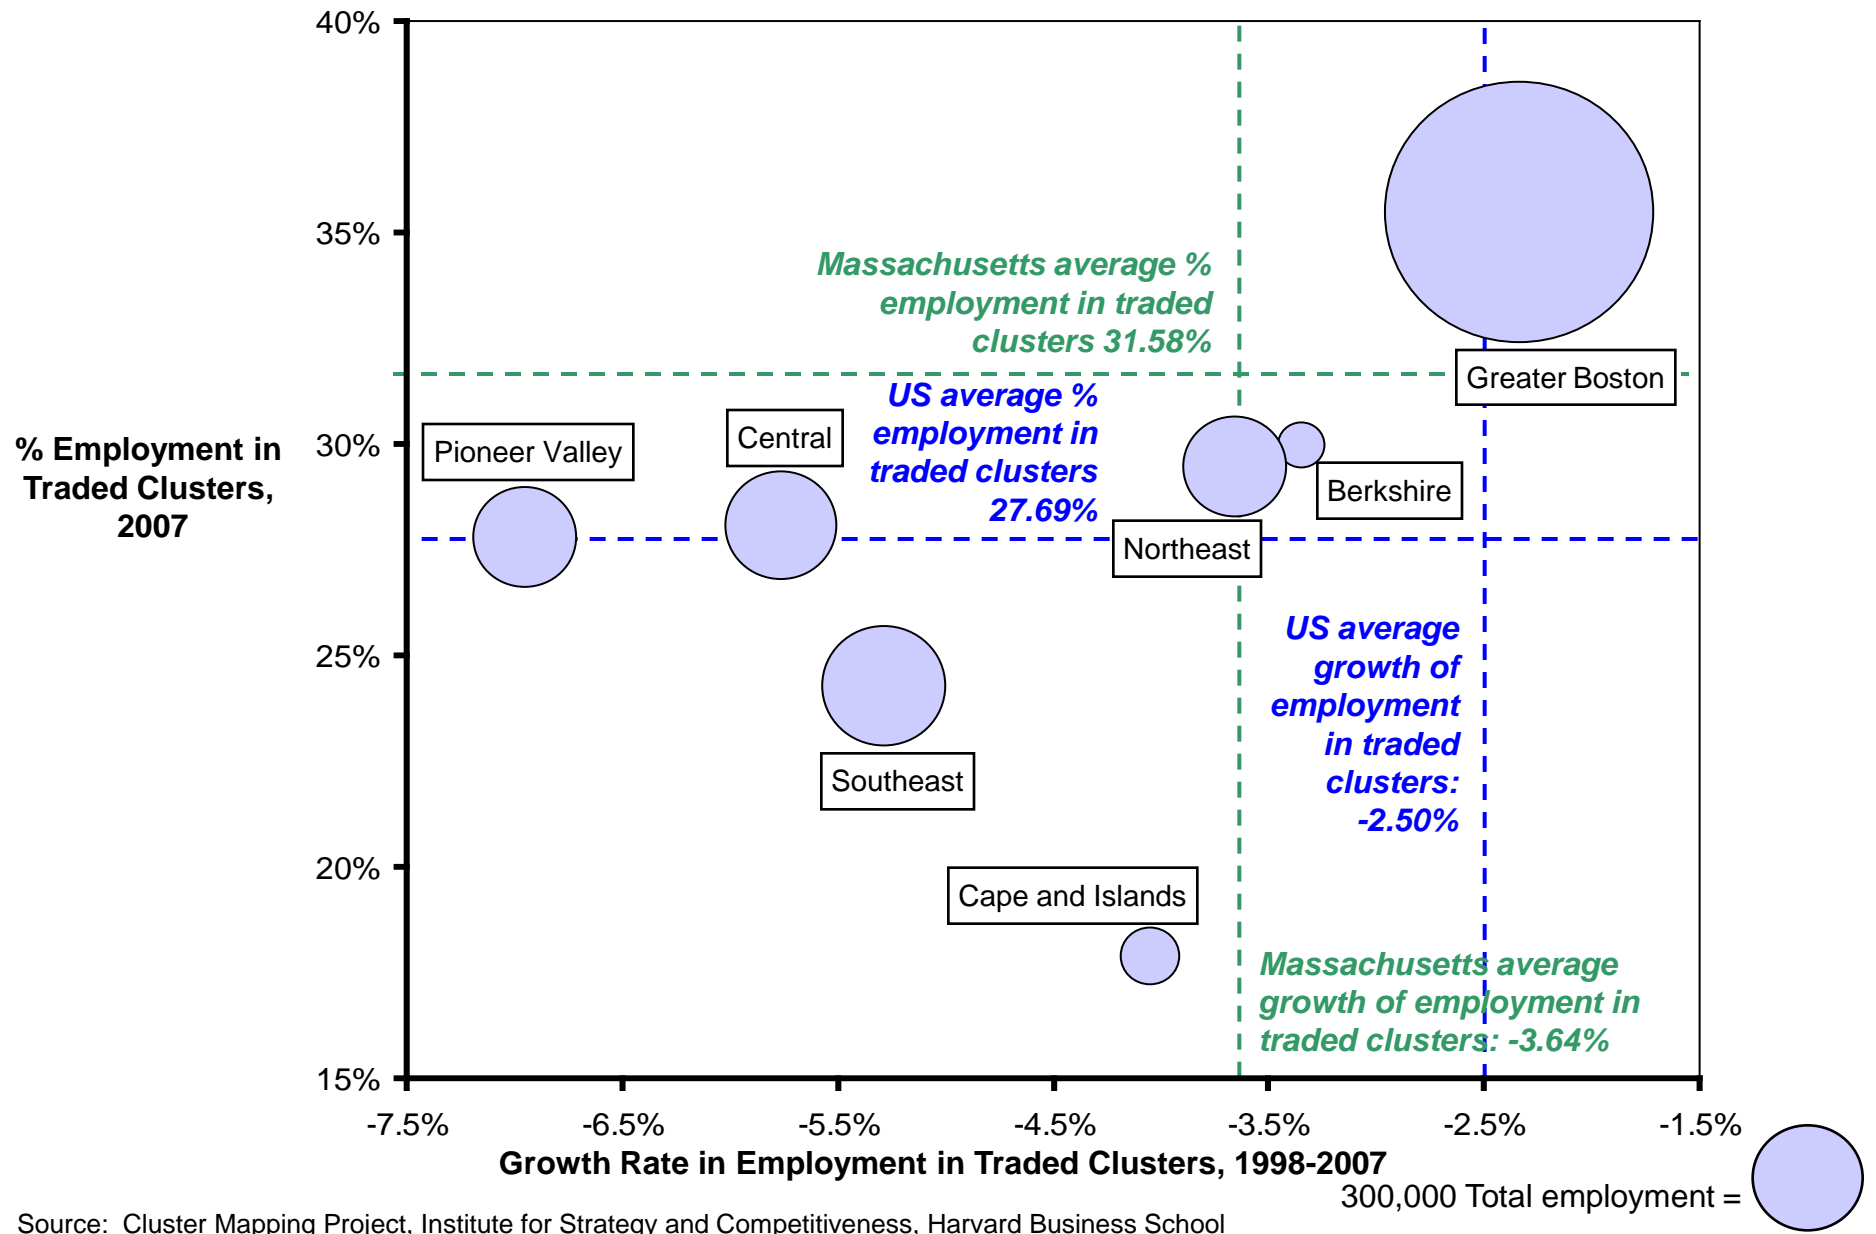 40%
35%
30%
25%
20%
15%
% Employment in
Traded Clusters,
2007
Massachusetts average %
employment in traded
clusters 31.58%
US average %
employment in
traded clusters
27.69%
Greater Boston
Pioneer Valley
Central
Berkshire
Northeast
Southeast
Cape and Islands
US average
growth of
employment
in traded
clusters:
-2.50%
Massachusetts average
growth of employment in
traded clusters: -3.64%
-7.5% -6.5% -5.5% -4.5% -3.5% -2.5% -1.5%
Growth Rate in Employment in Traded Clusters, 1998-2007
300,000 Total employment =
Source: Cluster Mapping Project, Institute for Strategy and Competitiveness, Harvard Business School